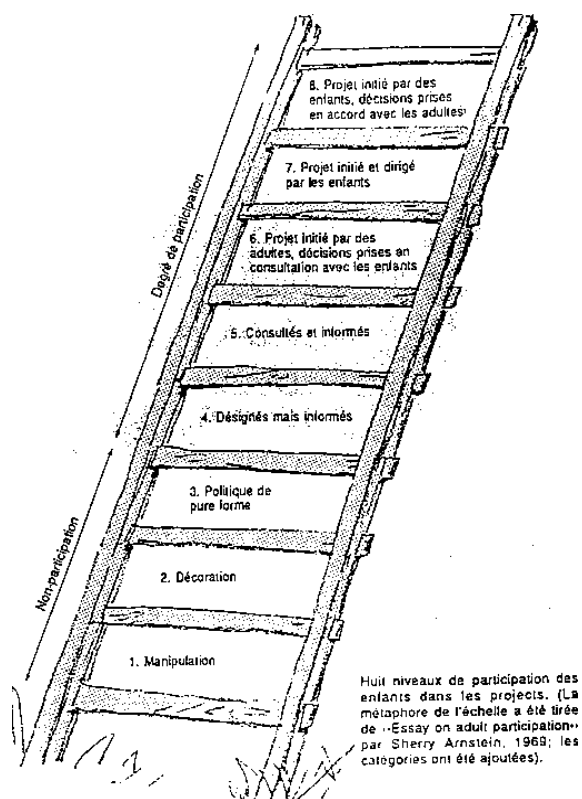 8. Projet initié par des
enfants, décisions prises
en accord avec les adultes
7. Projet initié et dirigé
par les enfants
6. Projet initié par des
adultes, décisions prises en
consultation avec les enfants
5. Consultés et informés
4. Désignés mais informés
3. Politique de
pure forme
2. Décoration
1. Manipulation
Degré de participation
Non-participation
Huit niveaux de participation des
enfants dans les projects. (La
métaphore de l'échelle a été tirée
de «Essay on adult participation»
par Sherry Arnstein, 1969; les
catégories ont été ajoutées).